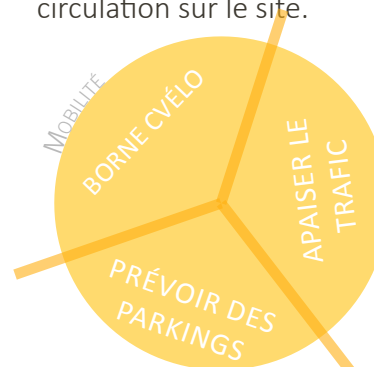 circulation sur le site.
MOBILITÉ
BORNE CVÉLO
APAISER LE
TRAFIC
PRÉVOIR DES
PARKINGS